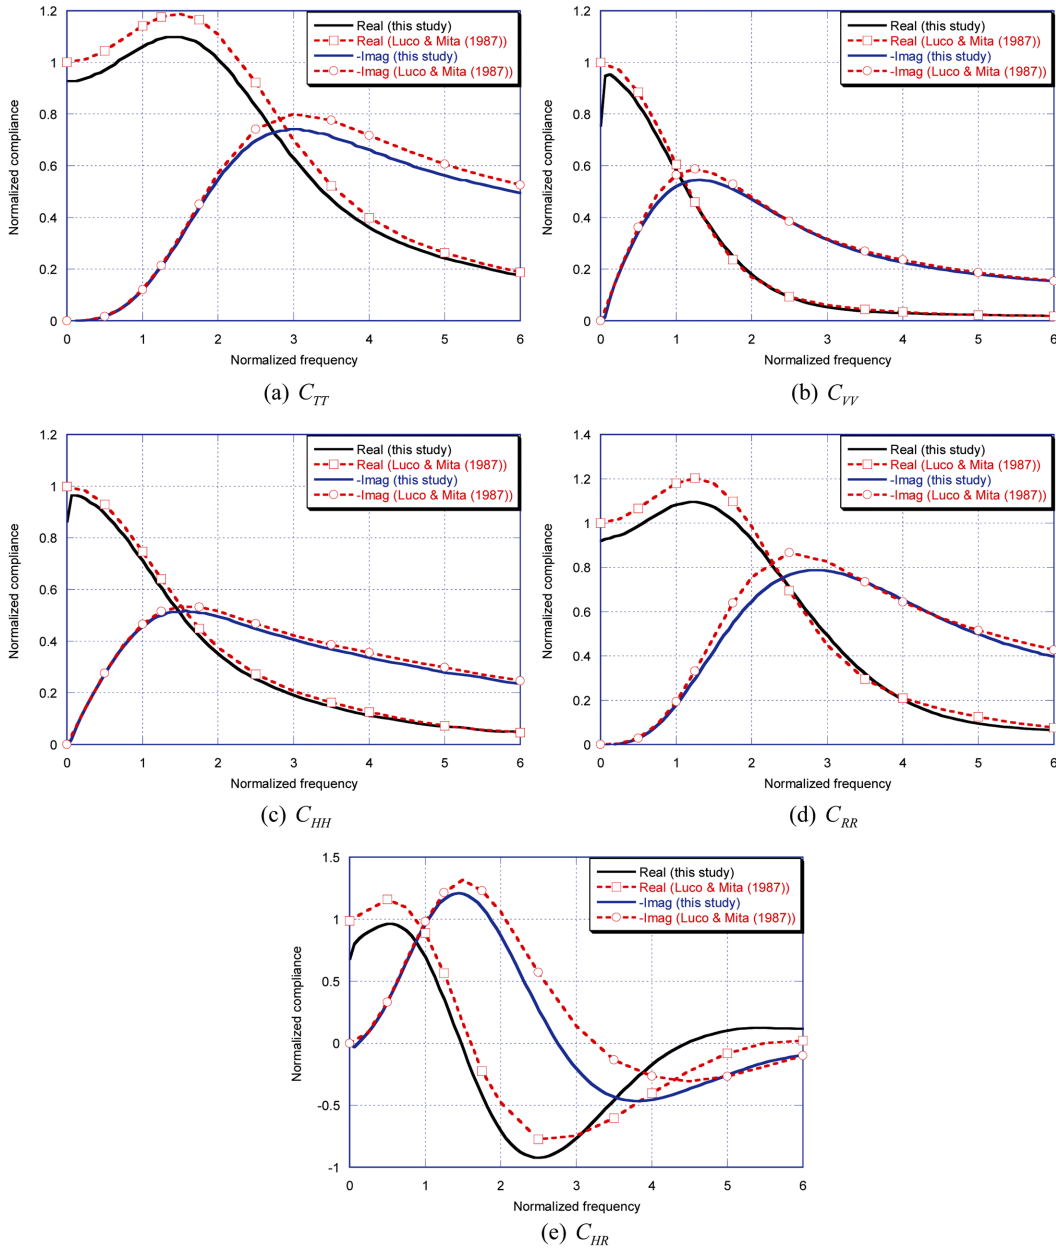 Real (this study)
Real (Luco & Mita (1987))
-Imag (this study)
-Imag (Luco & Mita (1987))
Normalized compliance
1.2
1
0.8
0.6
0.4
0.2
0
0 1 2 3 4 5 6
Normalized frequency
(a) C_TT
Real (this study)
Real (Luco & Mita (1987))
-Imag (this study)
-Imag (Luco & Mita (1987))
Normalized compliance
1.2
1
0.8
0.6
0.4
0.2
0
0 1 2 3 4 5 6
Normalized frequency
(b) C_VV
Real (this study)
Real (Luco & Mita (1987))
-Imag (this study)
-Imag (Luco & Mita (1987))
Normalized compliance
1.2
1
0.8
0.6
0.4
0.2
0
0 1 2 3 4 5 6
Normalized frequency
(c) C_HH
Real (this study)
Real (Luco & Mita (1987))
-Imag (this study)
-Imag (Luco & Mita (1987))
Normalized compliance
1.4
1.2
1
0.8
0.6
0.4
0.2
0
0 1 2 3 4 5 6
Normalized frequency
(d) C_RR
Real (this study)
Real (Luco & Mita (1987))
-Imag (this study)
-Imag (Luco & Mita (1987))
Normalized compliance
1.5
1
0.5
0
-0.5
-1
0 1 2 3 4 5 6
Normalized frequency
(e) C_HR